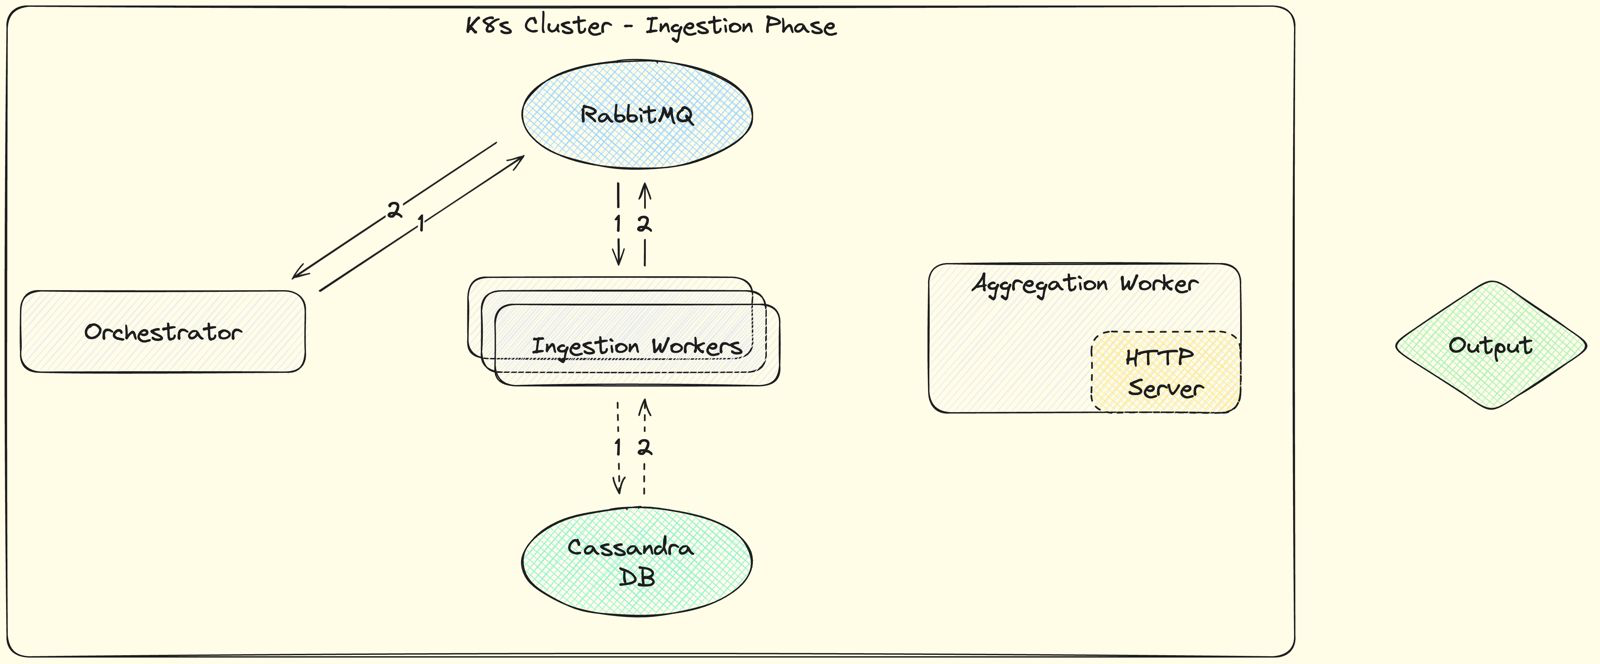 K8s Cluster - Ingestion Phase
RabbitMQ
2
1
1 2
Orchestrator
Ingestion Workers
Aggregation Worker
HTTP
Server
Output
1 2
Cassandra
DB